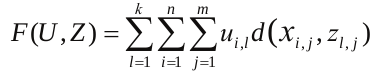 F(U, Z) = \sum_{l=1}^{k} \sum_{i=1}^{n} \sum_{j=1}^{m} u_{i,l} d(x_{i,j}, z_{l,j})